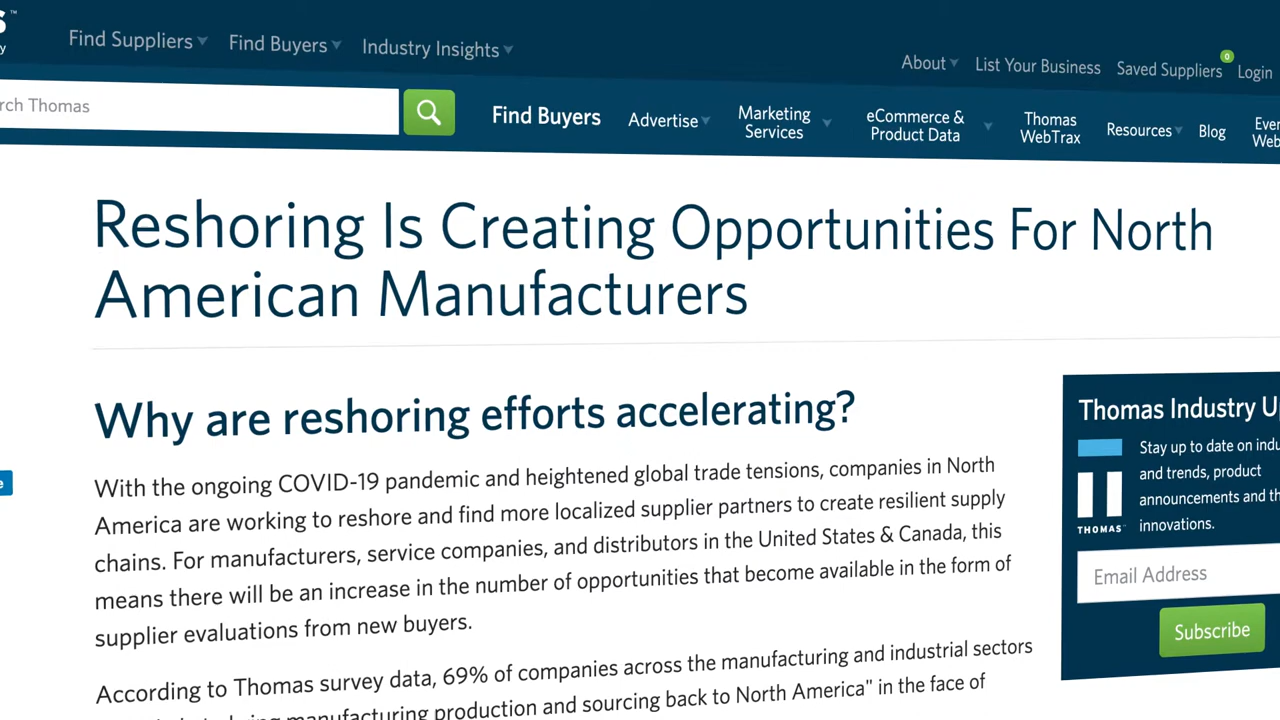 Find Suppliers Find Buyers Industry Insights
About List Your Business Saved Suppliers 0 Login
rch Thomas
Find Buyers Advertise Marketing Services eCommerce & Product Data Thomas WebTrax Resources Blog
Reshoring Is Creating Opportunities For North
American Manufacturers
Why are reshoring efforts accelerating?
With the ongoing COVID-19 pandemic and heightened global trade tensions, companies in North
America are working to reshore and find more localized supplier partners to create resilient supply
chains. For manufacturers, service companies, and distributors in the United States & Canada, this
means there will be an increase in the number of opportunities that become available in the form of
supplier evaluations from new buyers.
According to Thomas survey data, 69% of companies across the manufacturing and industrial sectors
manufacturing production and sourcing back to North America" in the face of
Thomas Industry U
Stay up to date on indu
and trends, product
announcements and th
innovations.
THOMAS
Email Address
Subscribe